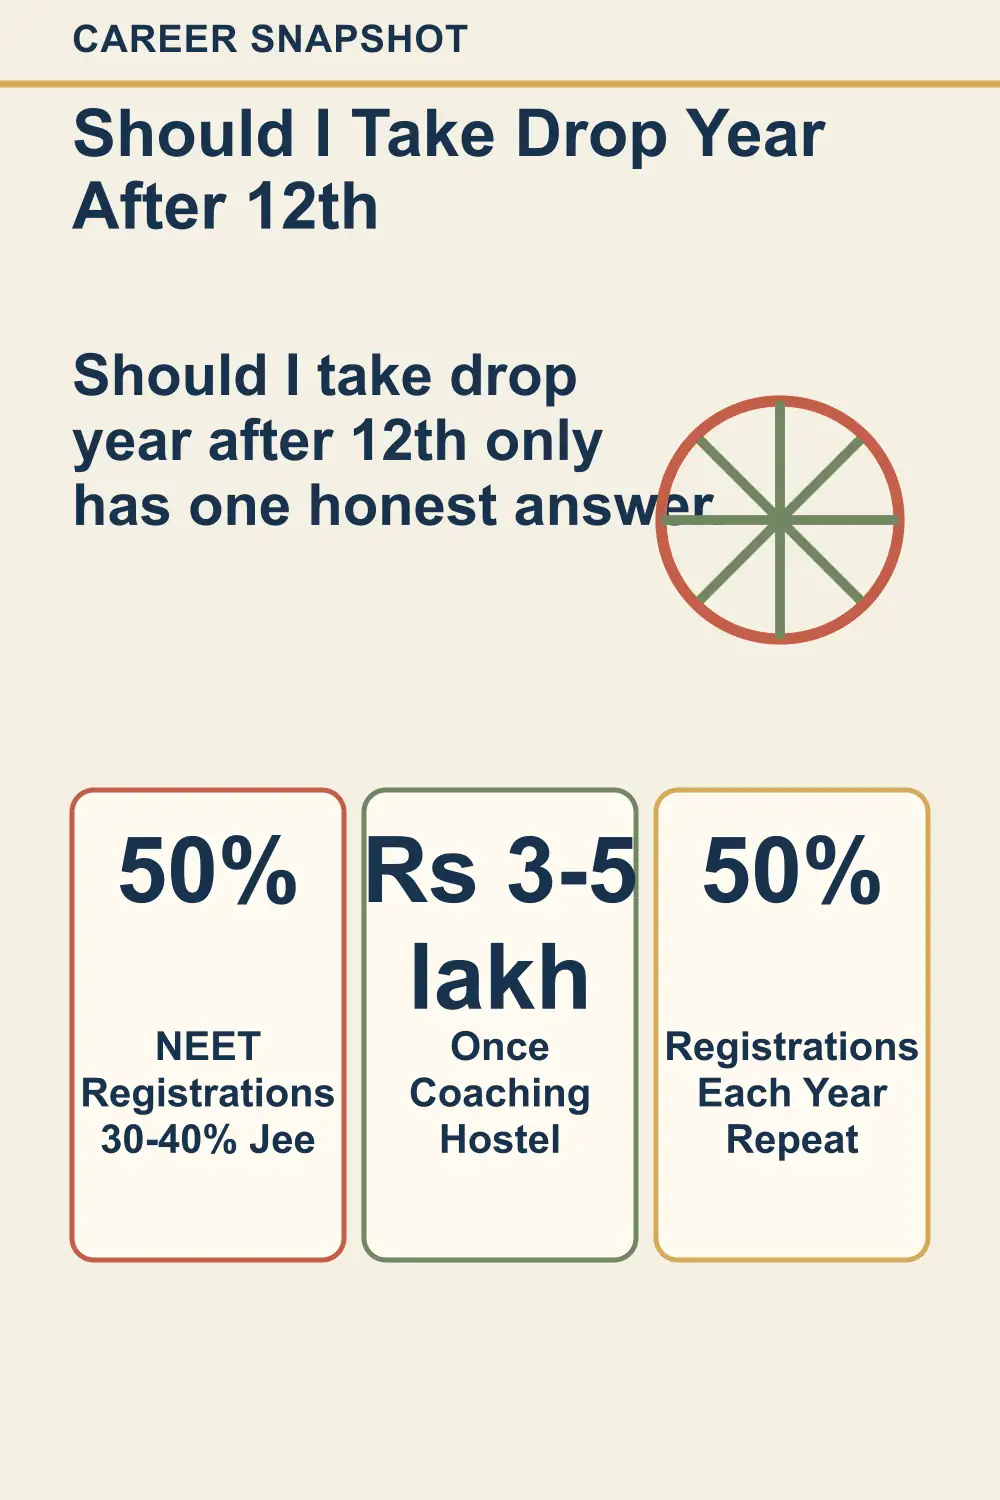 CAREER SNAPSHOT
Should I Take Drop Year
After 12th
Should I take drop
year after 12th only
has one honest answer
50%
NEET
Registrations
30-40% Jee
Rs 3-5
lakh
Once
Coaching
Hostel
50%
Registrations
Each Year
Repeat